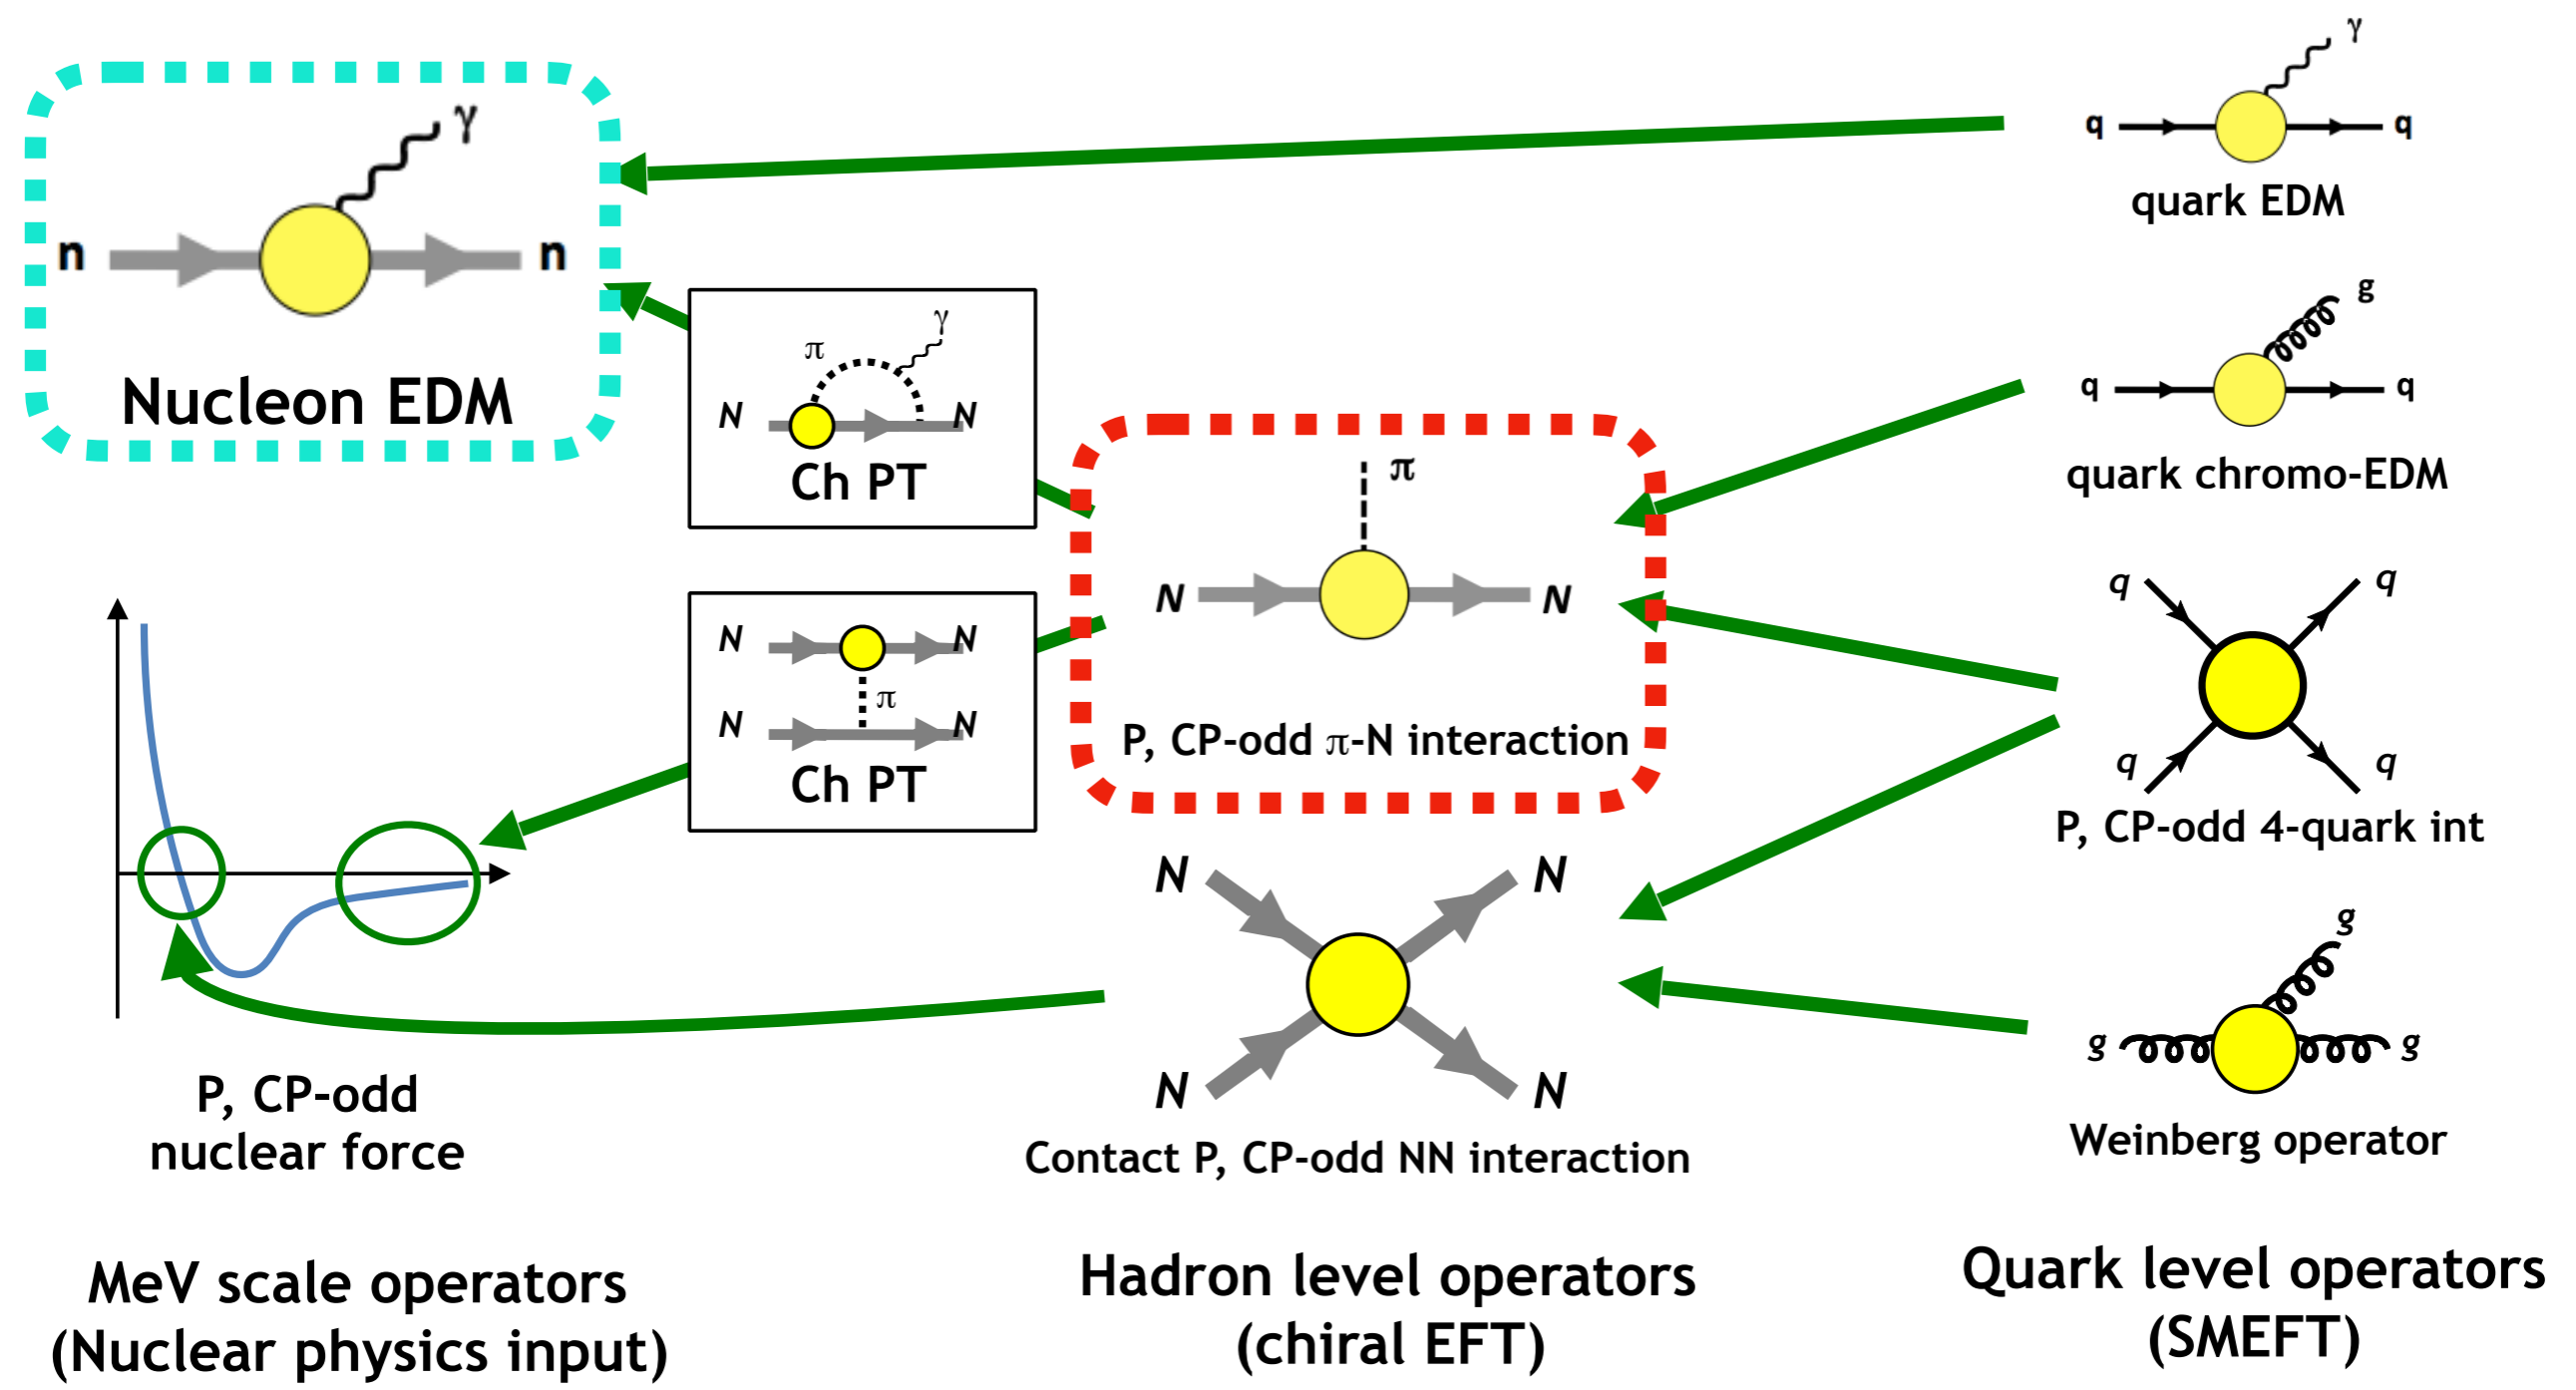 γ
n n
Nucleon EDM
π γ
N N
Ch PT
N N
π
N N
Ch PT
P, CP-odd
nuclear force
MeV scale operators
(Nuclear physics input)
π
N N
P, CP-odd π-N interaction
N N
N N
Contact P, CP-odd NN interaction
Hadron level operators
(chiral EFT)
γ
q q
quark EDM
g
q q
quark chromo-EDM
q q
q q
P, CP-odd 4-quark int
g
g g
Weinberg operator
Quark level operators
(SMEFT)